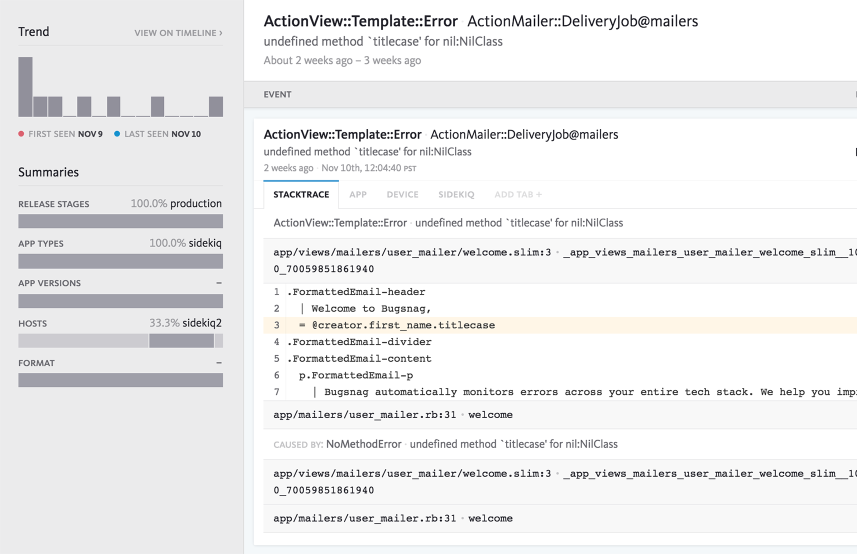 Trend
VIEW ON TIMELINE ›
FIRST SEEN NOV 9 LAST SEEN NOV 10
Summaries
RELEASE STAGES 100.0% production
APP TYPES 100.0% sidekiq
APP VERSIONS –
HOSTS 33.3% sidekiq2
FORMAT –
ActionView::Template::Error ActionMailer::DeliveryJob@mailers
undefined method `titlecase' for nil:NilClass
About 2 weeks ago – 3 weeks ago
EVENT
ActionView::Template::Error · ActionMailer::DeliveryJob@mailers
undefined method `titlecase' for nil:NilClass
2 weeks ago · Nov 10th, 12:04:40 PST
STACKTRACE APP DEVICE SIDEKIQ ADD TAB +
ActionView::Template::Error · undefined method `titlecase' for nil:NilClass
app/views/mailers/user_mailer/welcome.slim:3 · _app_views_mailers_user_mailer_welcome_slim__10
0_70059851861940
1 .FormattedEmail-header
2 | Welcome to Bugsnag,
3 = @creator.first_name.titlecase
4 .FormattedEmail-divider
5 .FormattedEmail-content
6 p.FormattedEmail-p
7 | Bugsnag automatically monitors errors across your entire tech stack. We help you imp
app/mailers/user_mailer.rb:31 · welcome
CAUSED BY: NoMethodError · undefined method `titlecase' for nil:NilClass
app/views/mailers/user_mailer/welcome.slim:3 · _app_views_mailers_user_mailer_welcome_slim__10
0_70059851861940
app/mailers/user_mailer.rb:31 · welcome